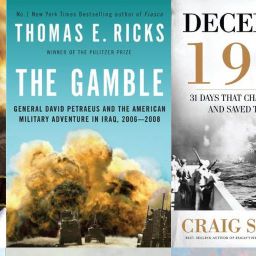 #1 New York Times Bestselling author of Fiasco
THOMAS E. RICKS
WINNER OF THE PULITZER PRIZE
THE GAMBLE
GENERAL DAVID PETRAEUS AND THE AMERICAN
MILITARY ADVENTURE IN IRAQ, 2006–2008
DECE
19
31 DAYS THAT CHA
AND SAVED T
CRAIG S